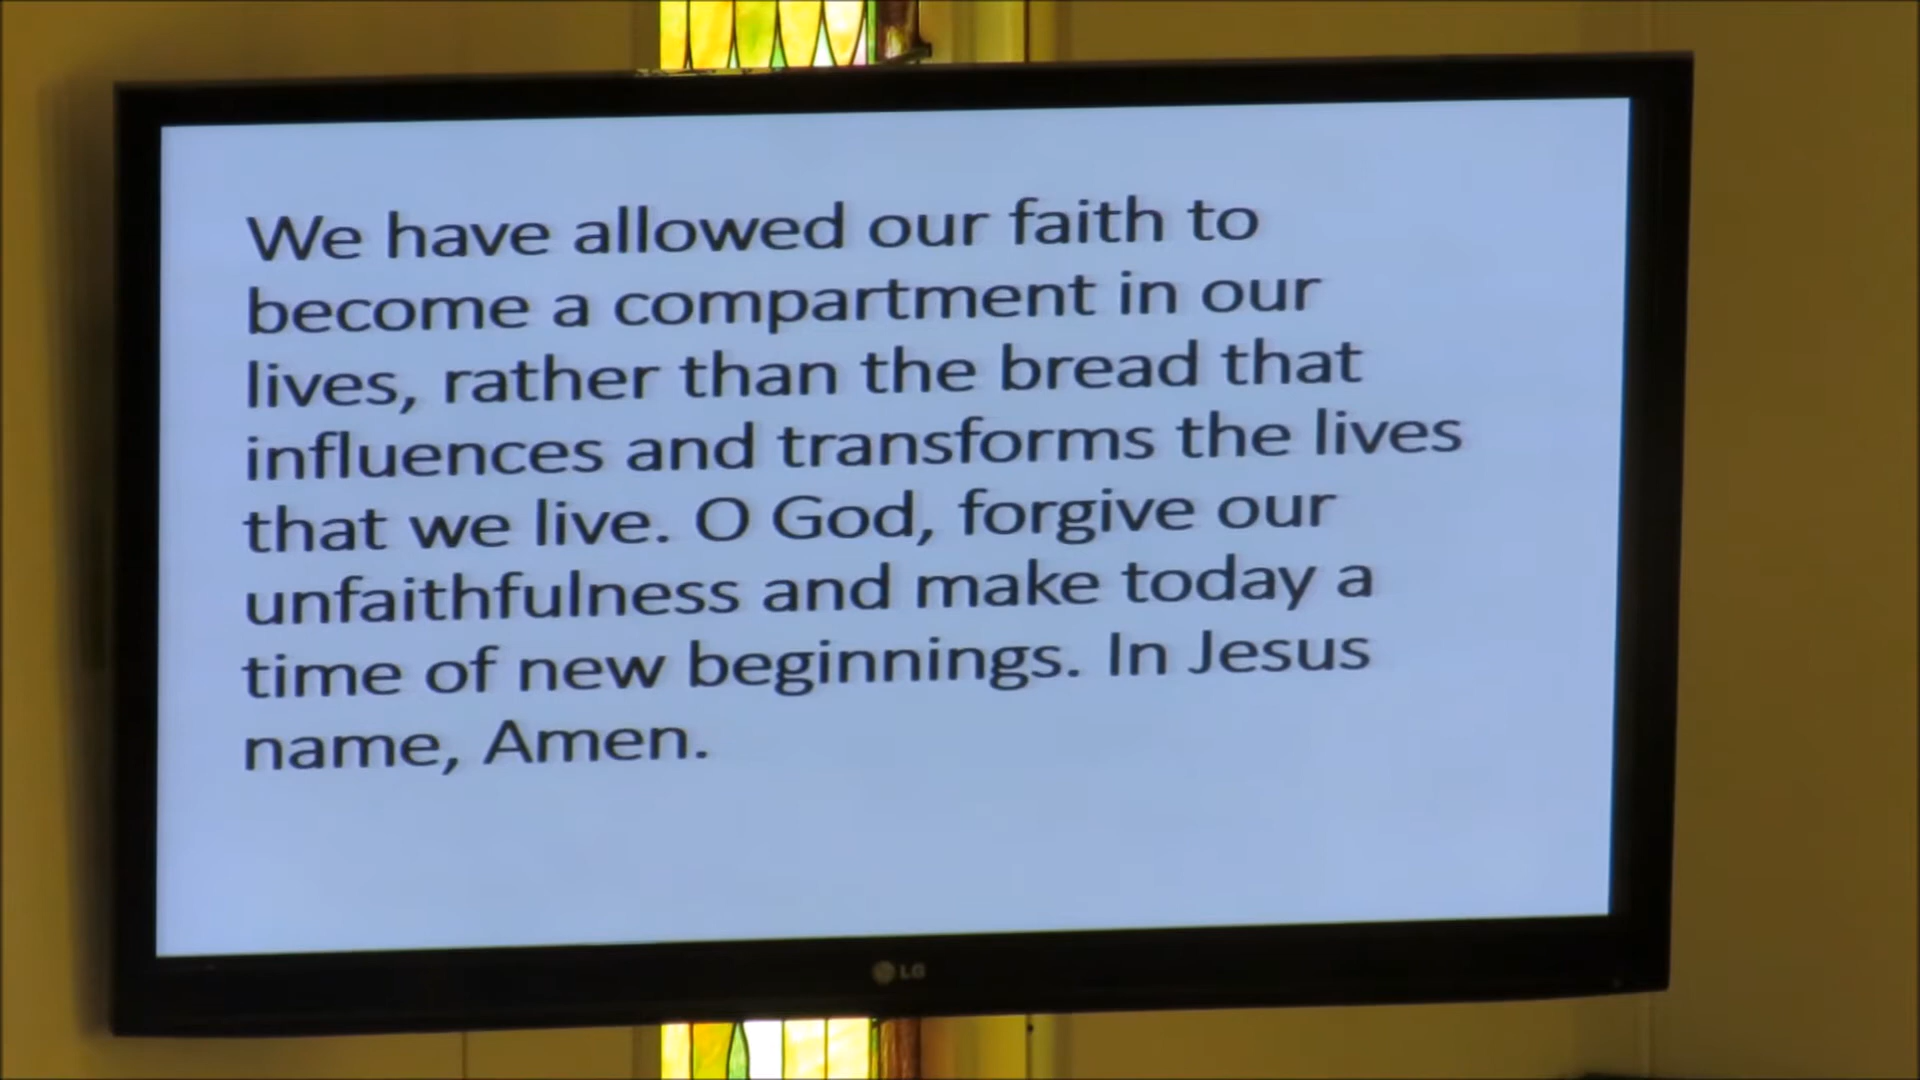 We have allowed our faith to
become a compartment in our
lives, rather than the bread that
influences and transforms the lives
that we live. O God, forgive our
unfaithfulness and make today a
time of new beginnings. In Jesus
name, Amen.
LG